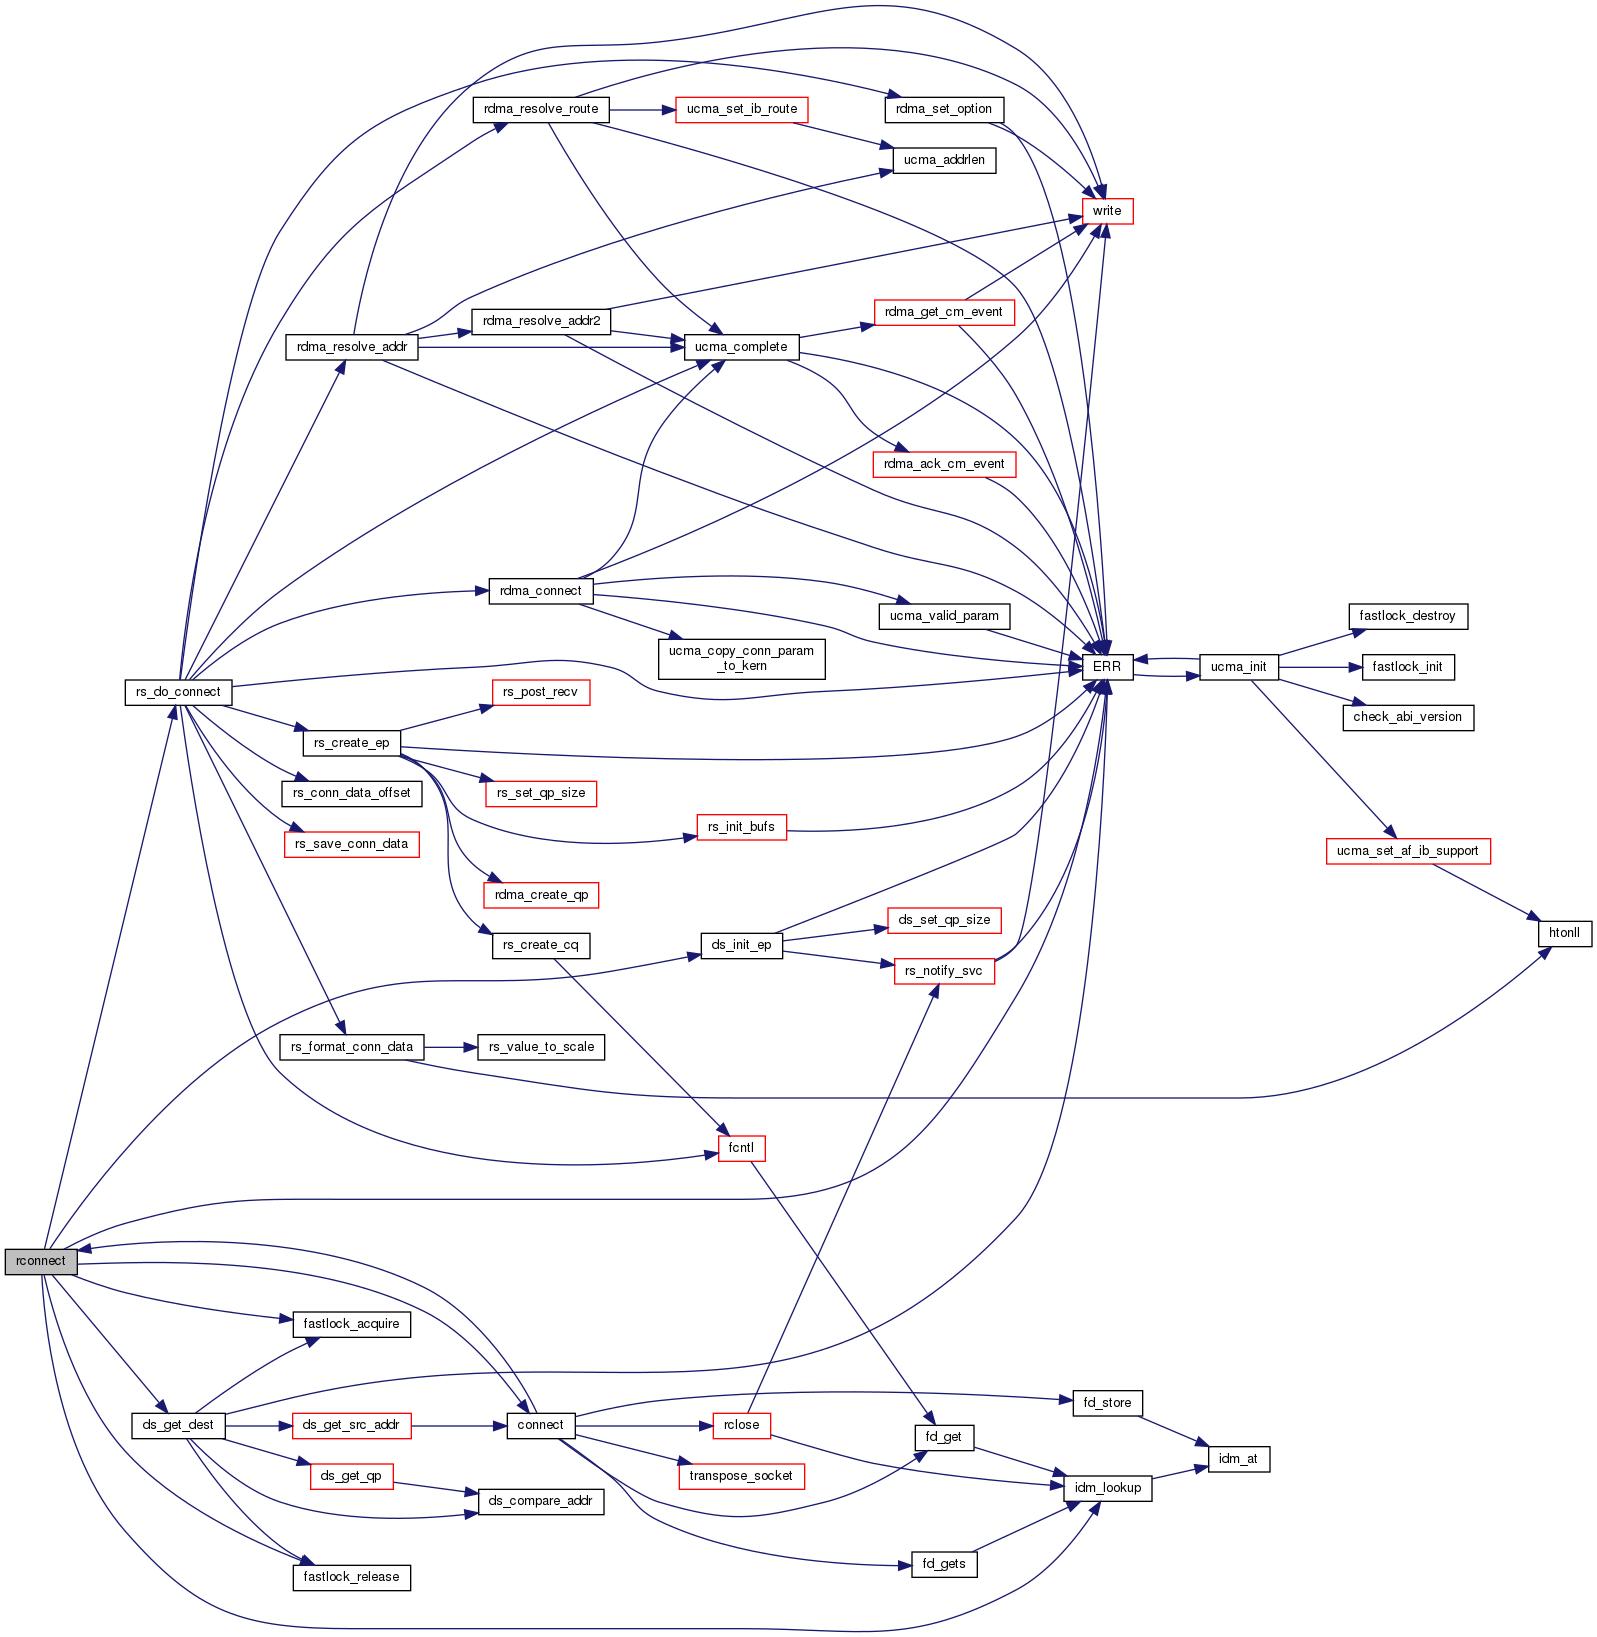 rdma_resolve_route
ucma_set_ib_route
rdma_set_option
ucma_addrlen
write
rdma_get_cm_event
rdma_resolve_addr2
rdma_resolve_addr
ucma_complete
rdma_ack_cm_event
rdma_connect
ucma_valid_param
fastlock_destroy
ucma_copy_conn_param
_to_kern
ERR
ucma_init
fastlock_init
rs_do_connect
rs_post_recv
check_abi_version
rs_create_ep
rs_conn_data_offset
rs_set_qp_size
rs_init_bufs
rs_save_conn_data
ucma_set_af_ib_support
rdma_create_qp
ds_set_qp_size
htonll
rs_create_cq
ds_init_ep
rs_notify_svc
rs_format_conn_data
rs_value_to_scale
fcntl
rconnect
fastlock_acquire
fd_store
ds_get_dest
ds_get_src_addr
connect
rclose
fd_get
idm_at
ds_get_qp
transpose_socket
idm_lookup
ds_compare_addr
fd_gets
fastlock_release